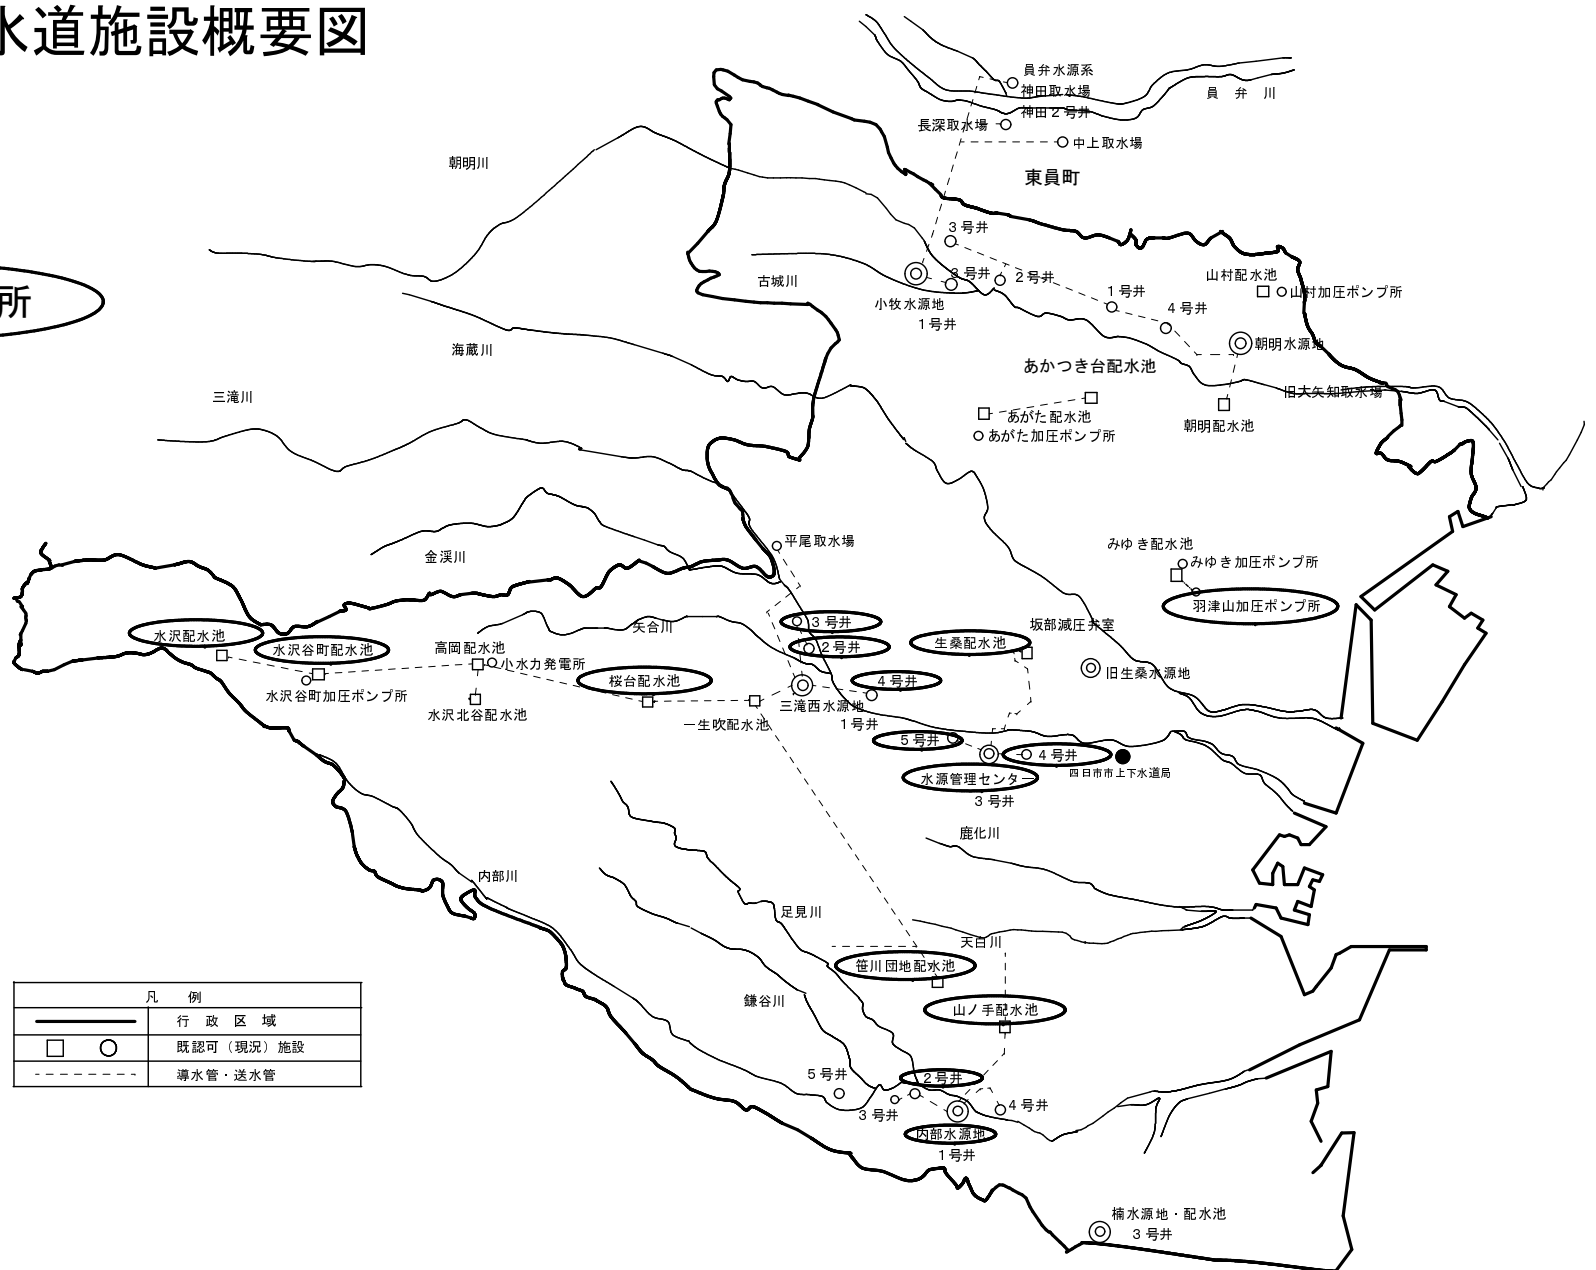 水道施設概要図
員弁水源系
神田取水場
神田２号井
員 弁 川
長深取水場
中上取水場
東員町
朝明川
３号井
古城川
３号井
２号井
小牧水源地
１号井
山村配水池
山村加圧ポンプ所
１号井
４号井
所
朝明水源地
海蔵川
あかつき台配水池
三滝川
旧大矢知取水場
あがた配水池
あがた加圧ポンプ所
朝明配水池
平尾取水場
みゆき配水池
みゆき加圧ポンプ所
金渓川
羽津山加圧ポンプ所
３号井
矢合川
坂部減圧弁室
水沢配水池
生桑配水池
２号井
水沢谷町配水池
高岡配水池
小水力発電所
旧生桑水源地
桜台配水池
４号井
水沢谷町加圧ポンプ所
三滝西水源地
水沢北谷配水池
一生吹配水池
１号井
５号井
４号井
四日市市上下水道局
水源管理センター
３号井
鹿化川
内部川
足見川
天白川
笹川団地配水池
鎌谷川
山ノ手配水池
凡 例
行 政 区 域
既認可（現況）施設
導水管・送水管
５号井
２号井
３号井
４号井
内部水源地
１号井
楠水源地・配水池
３号井